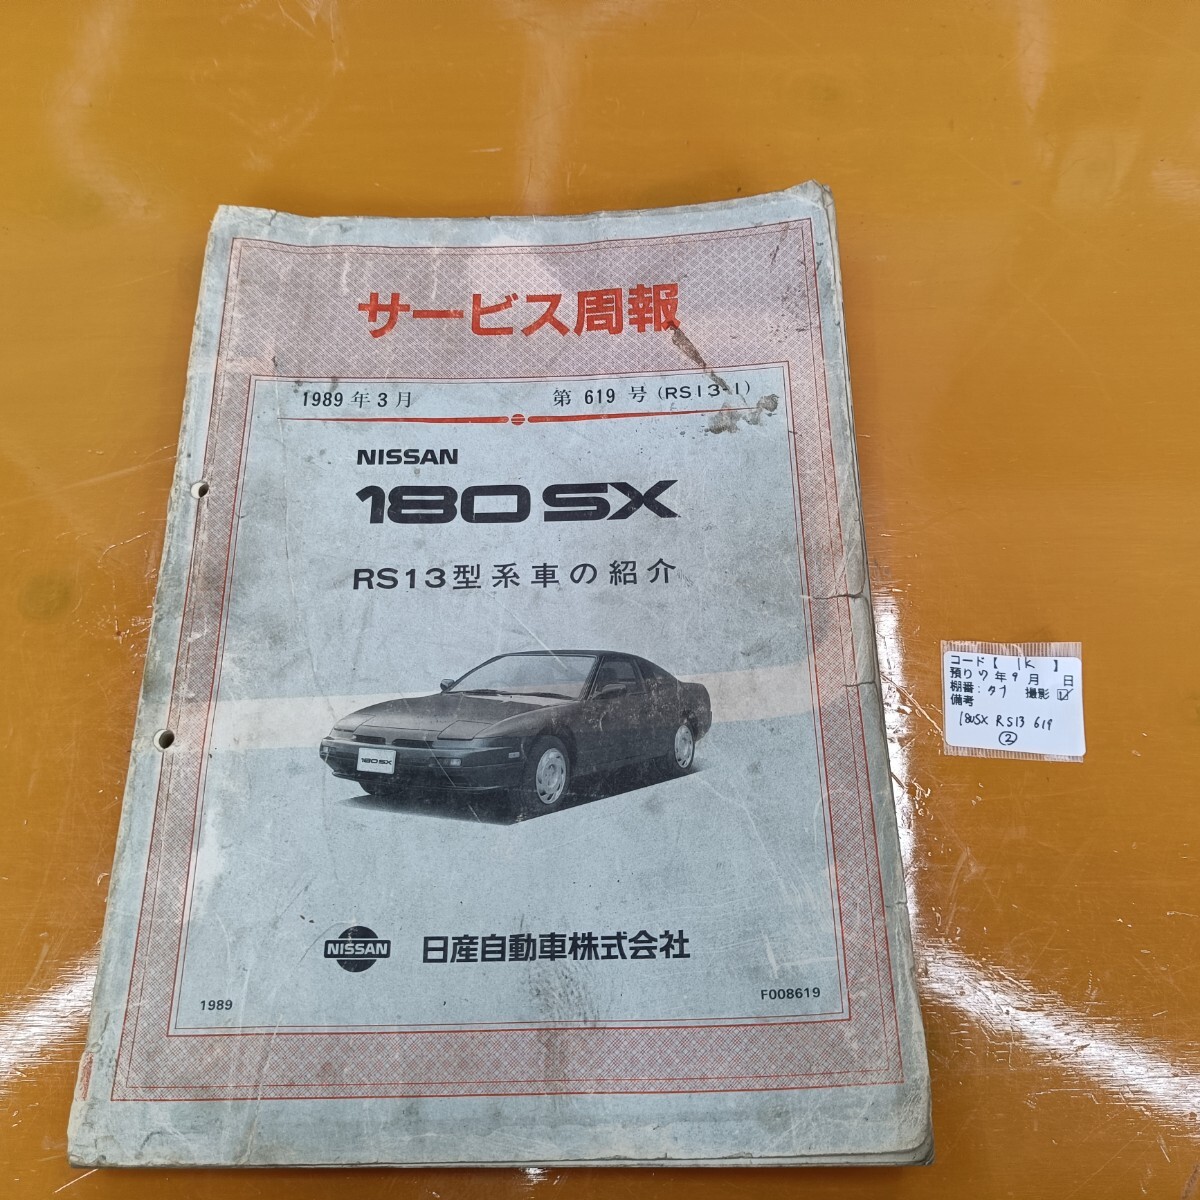 サービス周報
1989年3月 第619号(RS13-1)
NISSAN
180SX
RS13型系車の紹介
180SX
NISSAN 日産自動車株式会社
1989 F008619
コード【 1K 】
預り 7年9月 日
棚番: タナ 撮影
備考
180SX RS13 619
②